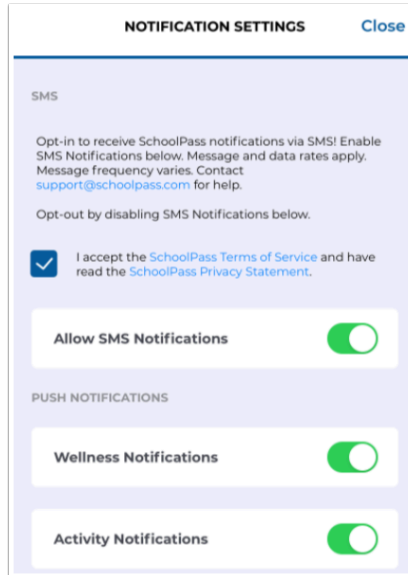 NOTIFICATION SETTINGS Close
SMS
Opt-in to receive SchoolPass notifications via SMS! Enable
SMS Notifications below. Message and data rates apply.
Message frequency varies. Contact
support@schoolpass.com for help.
Opt-out by disabling SMS Notifications below.
I accept the SchoolPass Terms of Service and have
read the SchoolPass Privacy Statement.
Allow SMS Notifications
PUSH NOTIFICATIONS
Wellness Notifications
Activity Notifications